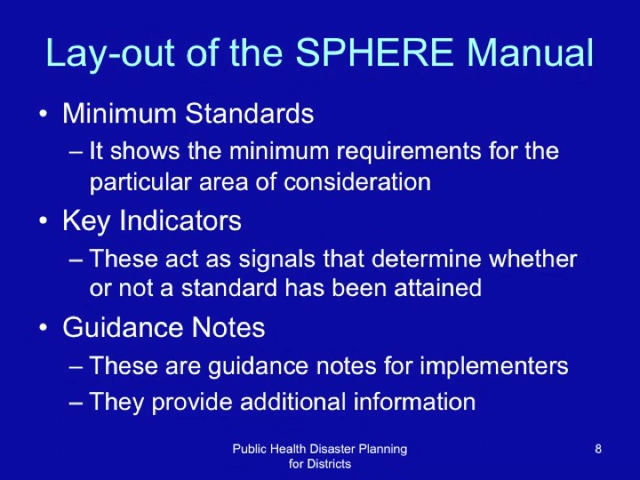 Lay-out of the SPHERE Manual
• Minimum Standards
– It shows the minimum requirements for the
particular area of consideration
• Key Indicators
– These act as signals that determine whether
or not a standard has been attained
• Guidance Notes
– These are guidance notes for implementers
– They provide additional information
Public Health Disaster Planning
for Districts
8